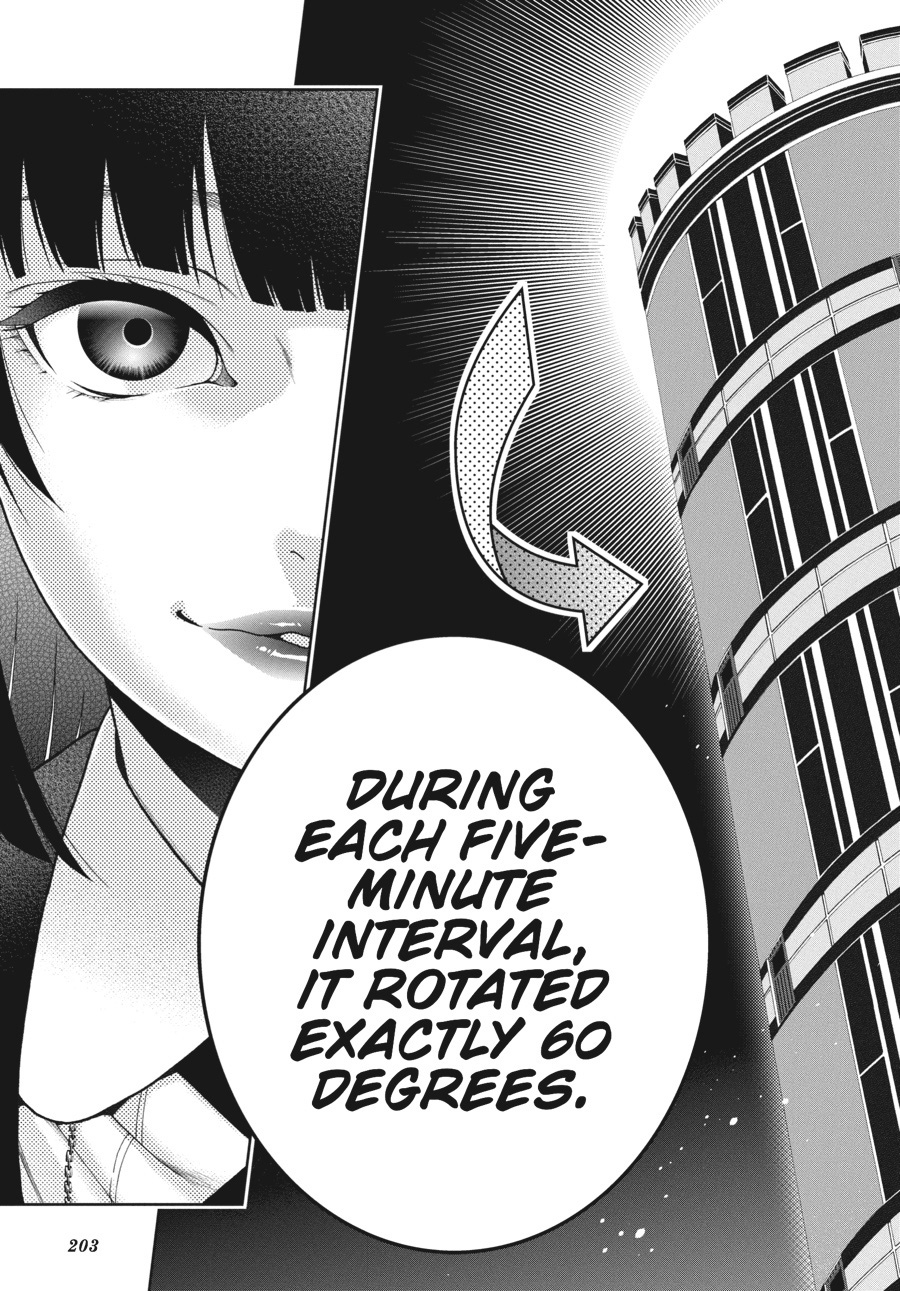 DURING
EACH FIVE-
MINUTE
INTERVAL,
IT ROTATED
EXACTLY 60
DEGREES.
203